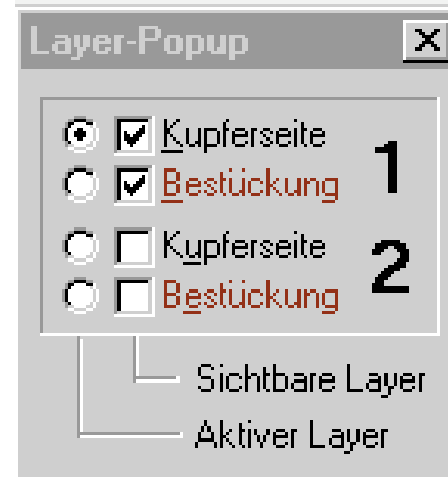 Layer-Popup
Kupferseite
Bestückung
1
Kupferseite
Bestückung
2
Sichtbare Layer
Aktiver Layer